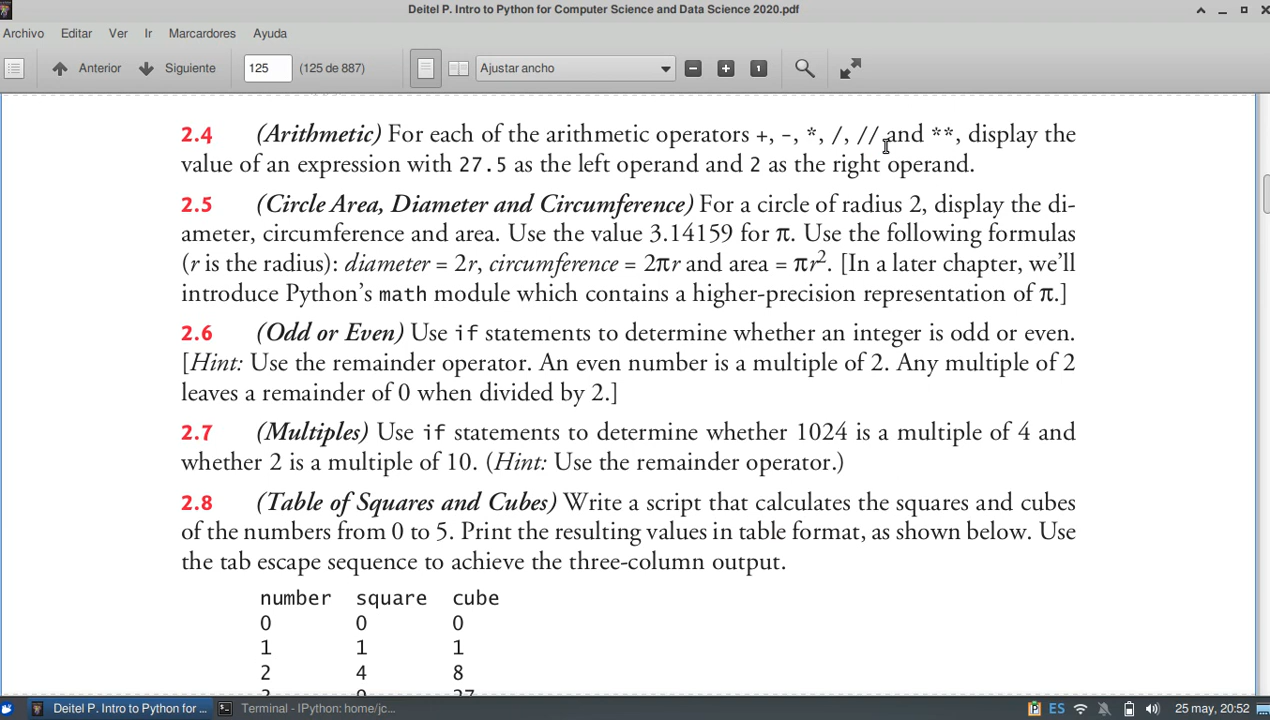 Deitel P. Intro to Python for Computer Science and Data Science 2020.pdf
Archivo Editar Ver Ir Marcadores Ayuda
Anterior Siguiente 125 (125 de 887) Ajustar ancho
2.4 (Arithmetic) For each of the arithmetic operators +, -, *, /, // and **, display the
value of an expression with 27.5 as the left operand and 2 as the right operand.
2.5 (Circle Area, Diameter and Circumference) For a circle of radius 2, display the di-
ameter, circumference and area. Use the value 3.14159 for π. Use the following formulas
(r is the radius): diameter = 2r, circumference = 2πr and area = πr². [In a later chapter, we’ll
introduce Python’s math module which contains a higher-precision representation of π.]
2.6 (Odd or Even) Use if statements to determine whether an integer is odd or even.
[Hint: Use the remainder operator. An even number is a multiple of 2. Any multiple of 2
leaves a remainder of 0 when divided by 2.]
2.7 (Multiples) Use if statements to determine whether 1024 is a multiple of 4 and
whether 2 is a multiple of 10. (Hint: Use the remainder operator.)
2.8 (Table of Squares and Cubes) Write a script that calculates the squares and cubes
of the numbers from 0 to 5. Print the resulting values in table format, as shown below. Use
the tab escape sequence to achieve the three-column output.
number square cube
0 0 0
1 1 1
2 4 8
Deitel P. Intro to Python for ... Terminal - IPython: home/jc... ES 25 may, 20:52